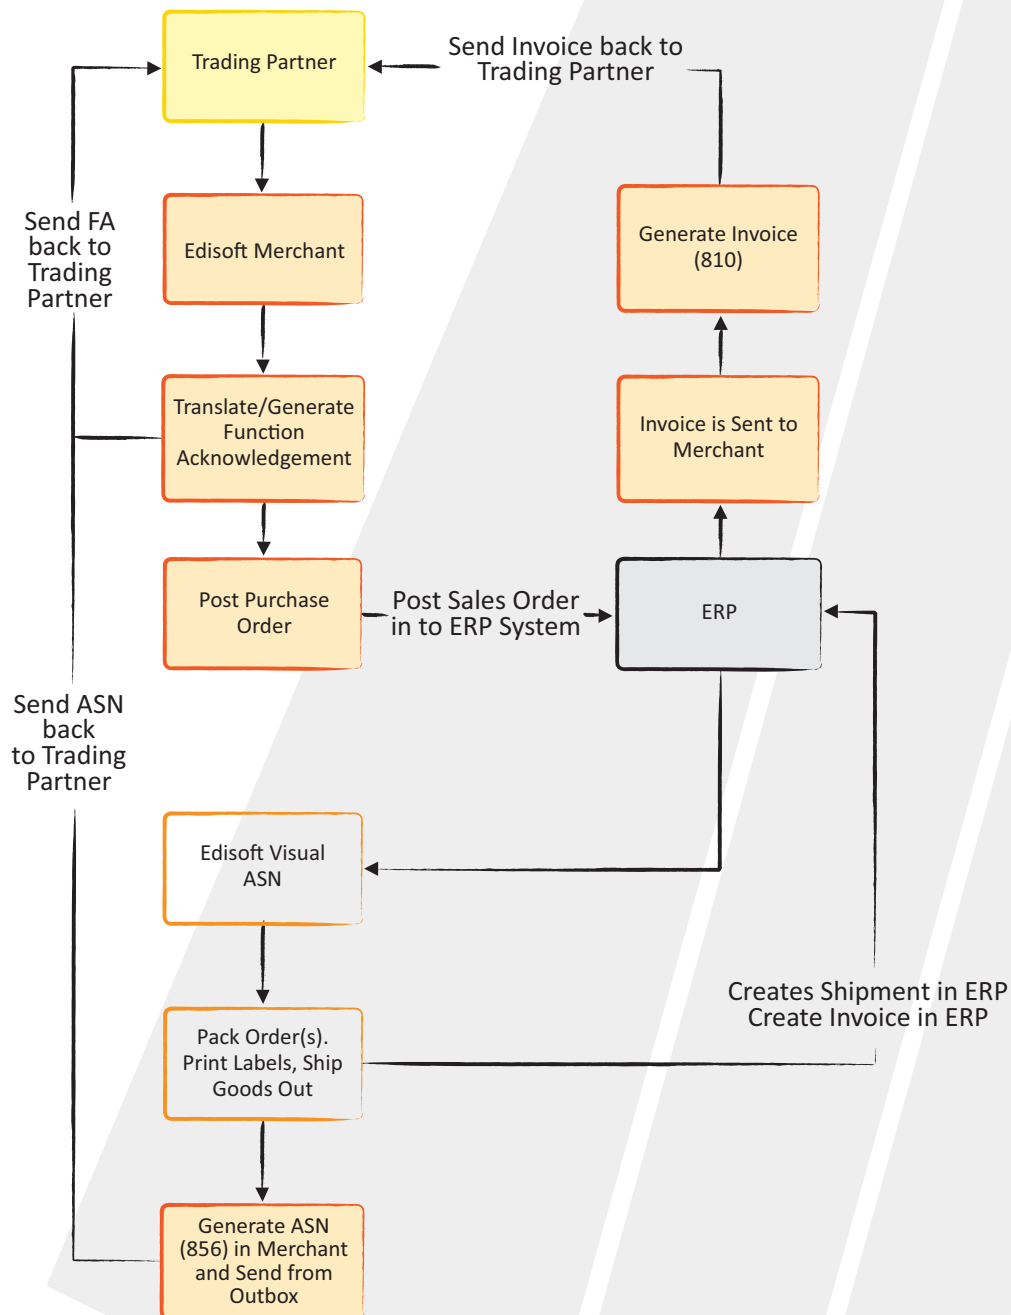 Trading Partner
Send Invoice back to
Trading Partner
Send FA
back to
Trading
Partner
Edisoft Merchant
Generate Invoice
(810)
Translate/Generate
Function
Acknowledgement
Invoice is Sent to
Merchant
Post Purchase
Order
Post Sales Order
in to ERP System
ERP
Send ASN
back
to Trading
Partner
Edisoft Visual
ASN
Creates Shipment in ERP
Create Invoice in ERP
Pack Order(s).
Print Labels, Ship
Goods Out
Generate ASN
(856) in Merchant
and Send from
Outbox